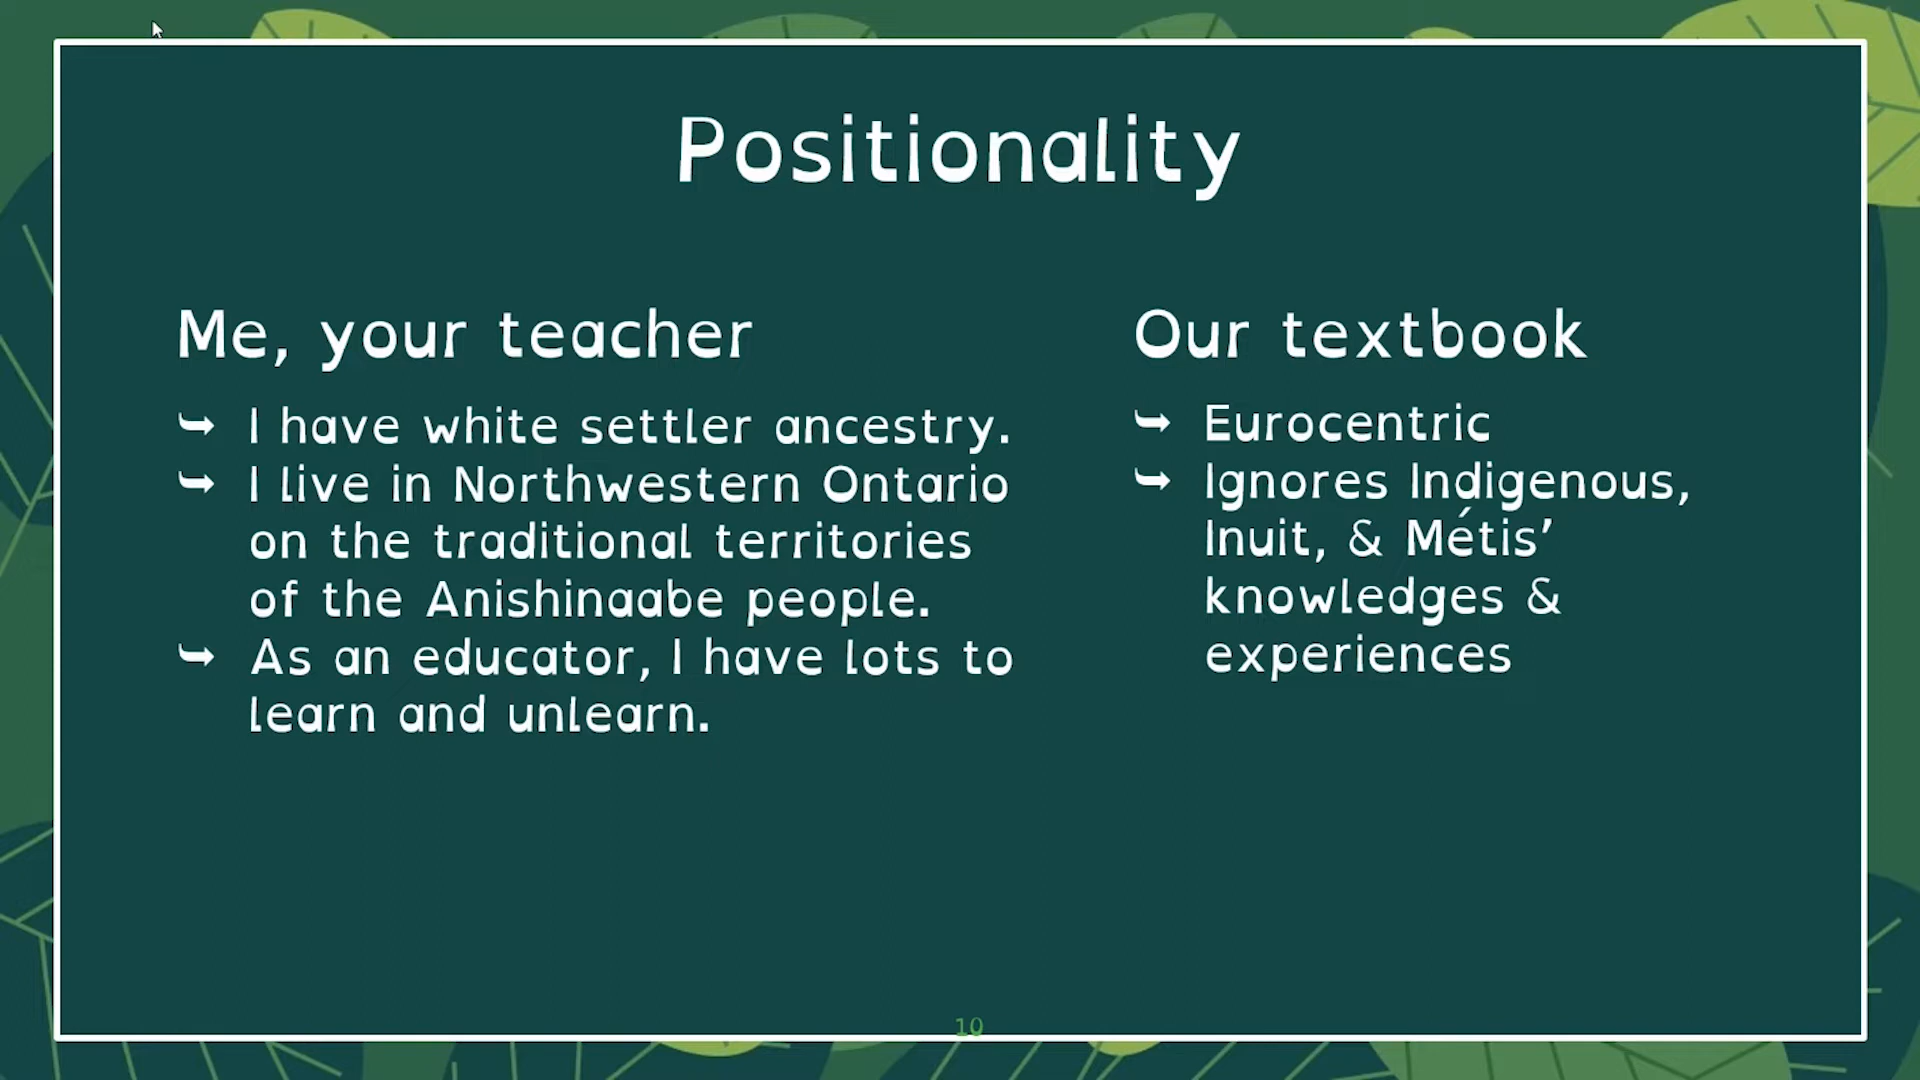 Positionality
Me, your teacher
➥ I have white settler ancestry.
➥ I live in Northwestern Ontario
on the traditional territories
of the Anishinaabe people.
➥ As an educator, I have lots to
learn and unlearn.
Our textbook
➥ Eurocentric
➥ Ignores Indigenous,
Inuit, & Métis’
knowledges &
experiences
10